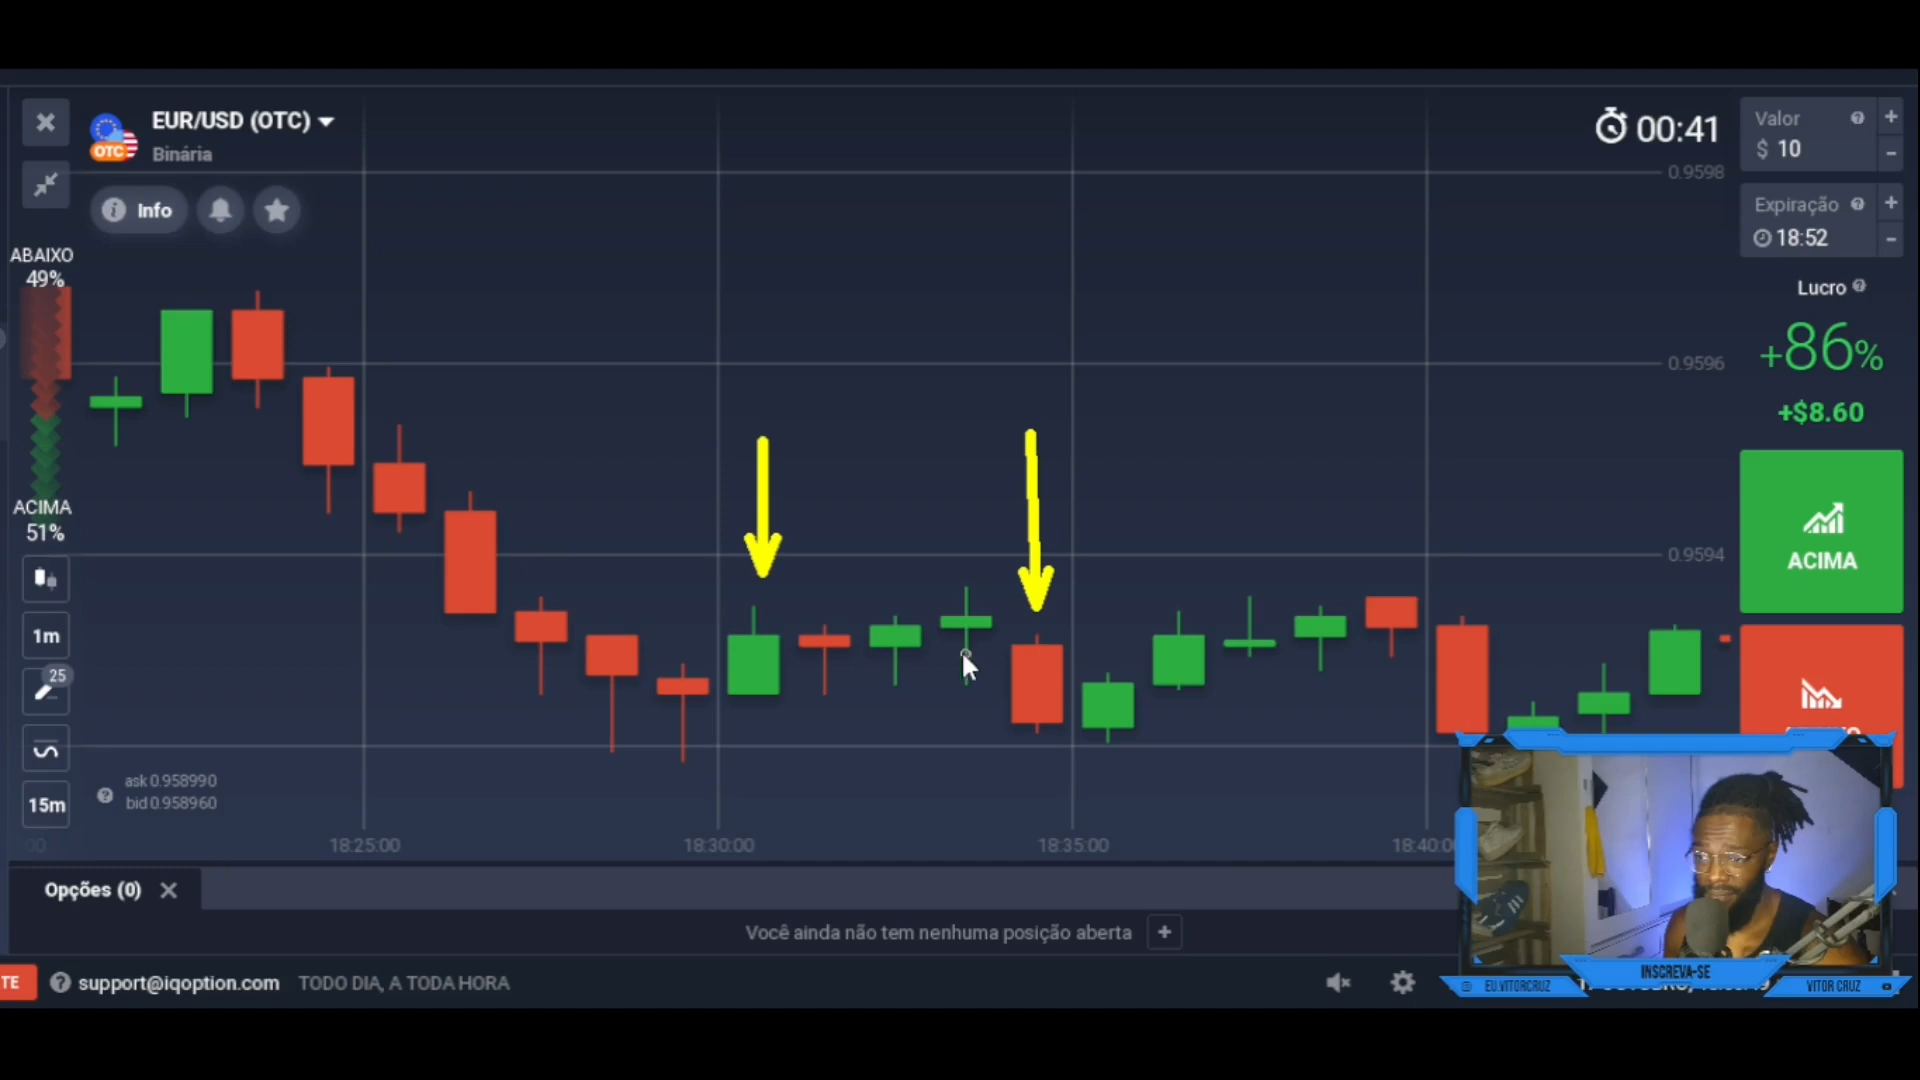 EUR/USD (OTC)
OTC
Binária
Info
00:41
Valor
$ 10
+
-
Expiração
18:52
+
-
Lucro
+86%
+$8.60
ACIMA
ABAIXO
49%
ACIMA
51%
1m
25
15m
0.9598
0.9596
0.9594
ask 0.958990
bid 0.958960
18:25:00
18:30:00
18:35:00
Opções (0)
Você ainda não tem nenhuma posição aberta
+
TE
support@iqoption.com
TODO DIA, A TODA HORA
INSCREVA-SE
EU.VITORCRUZ
VITOR CRUZ